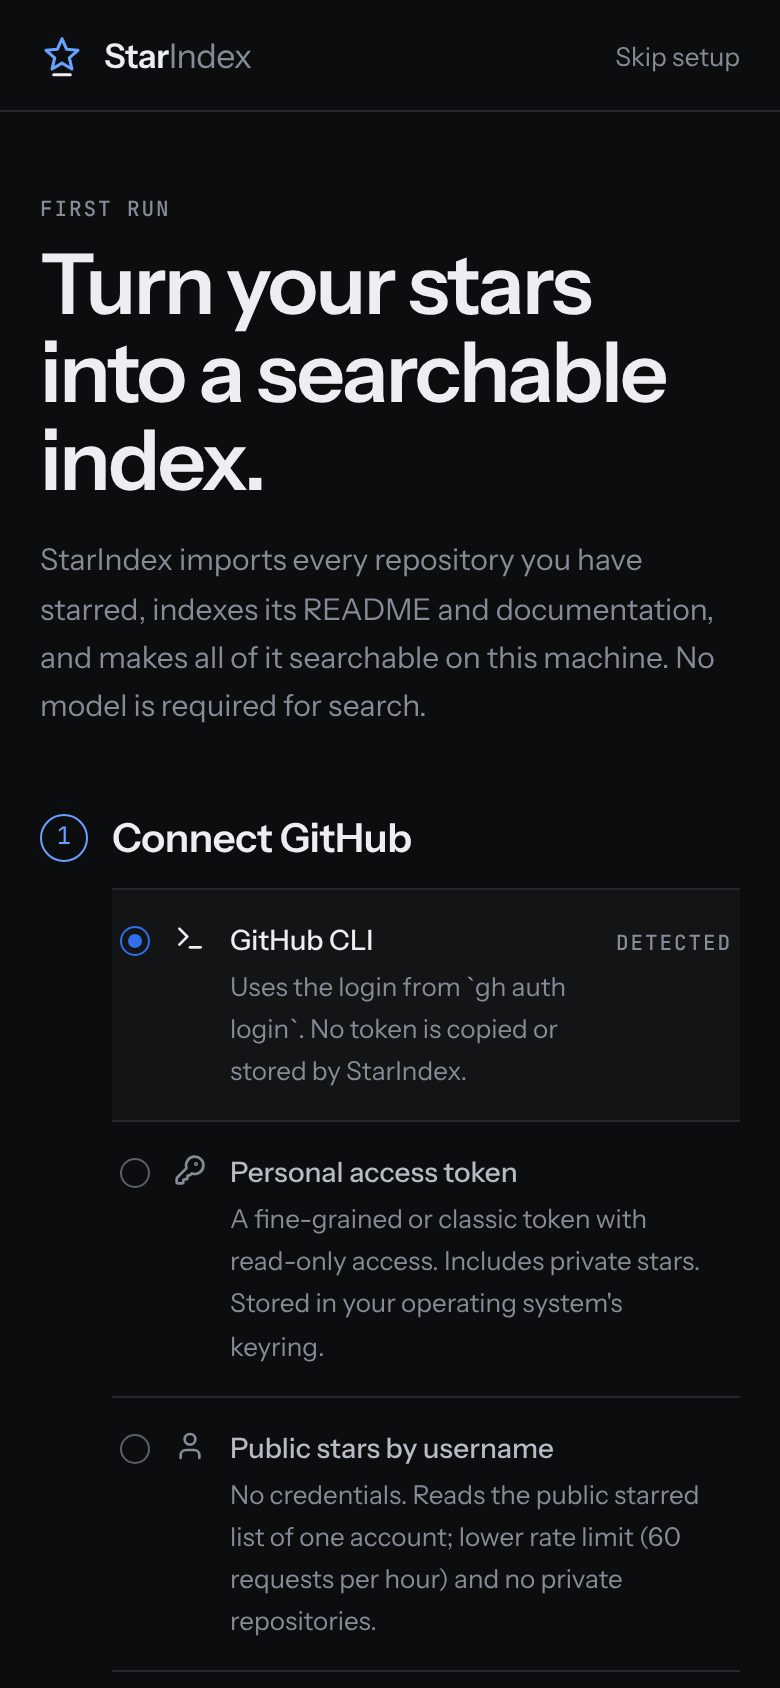 StarIndex
Skip setup
FIRST RUN
Turn your stars
into a searchable
index.
StarIndex imports every repository you have
starred, indexes its README and documentation,
and makes all of it searchable on this machine. No
model is required for search.
1 Connect GitHub
GitHub CLI
DETECTED
Uses the login from `gh auth
login`. No token is copied or
stored by StarIndex.
Personal access token
A fine-grained or classic token with
read-only access. Includes private stars.
Stored in your operating system's
keyring.
Public stars by username
No credentials. Reads the public starred
list of one account; lower rate limit (60
requests per hour) and no private
repositories.